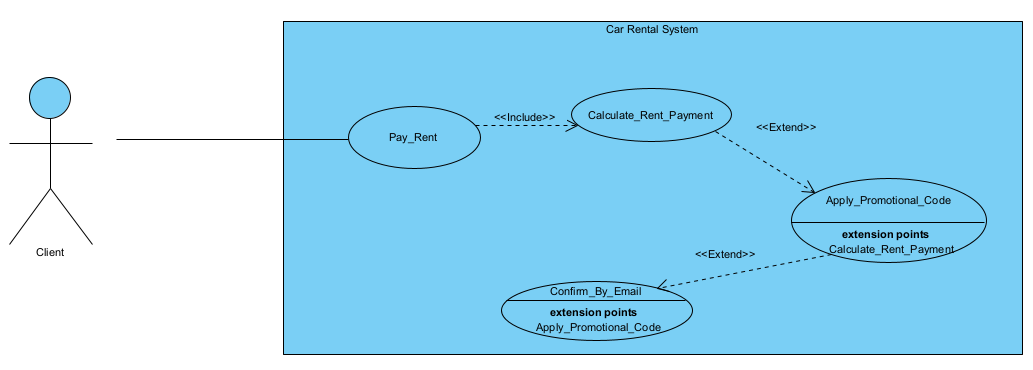 Car Rental System
Client
Pay_Rent
<<Include>>
Calculate_Rent_Payment
<<Extend>>
Apply_Promotional_Code
extension points
Calculate_Rent_Payment
<<Extend>>
Confirm_By_Email
extension points
Apply_Promotional_Code